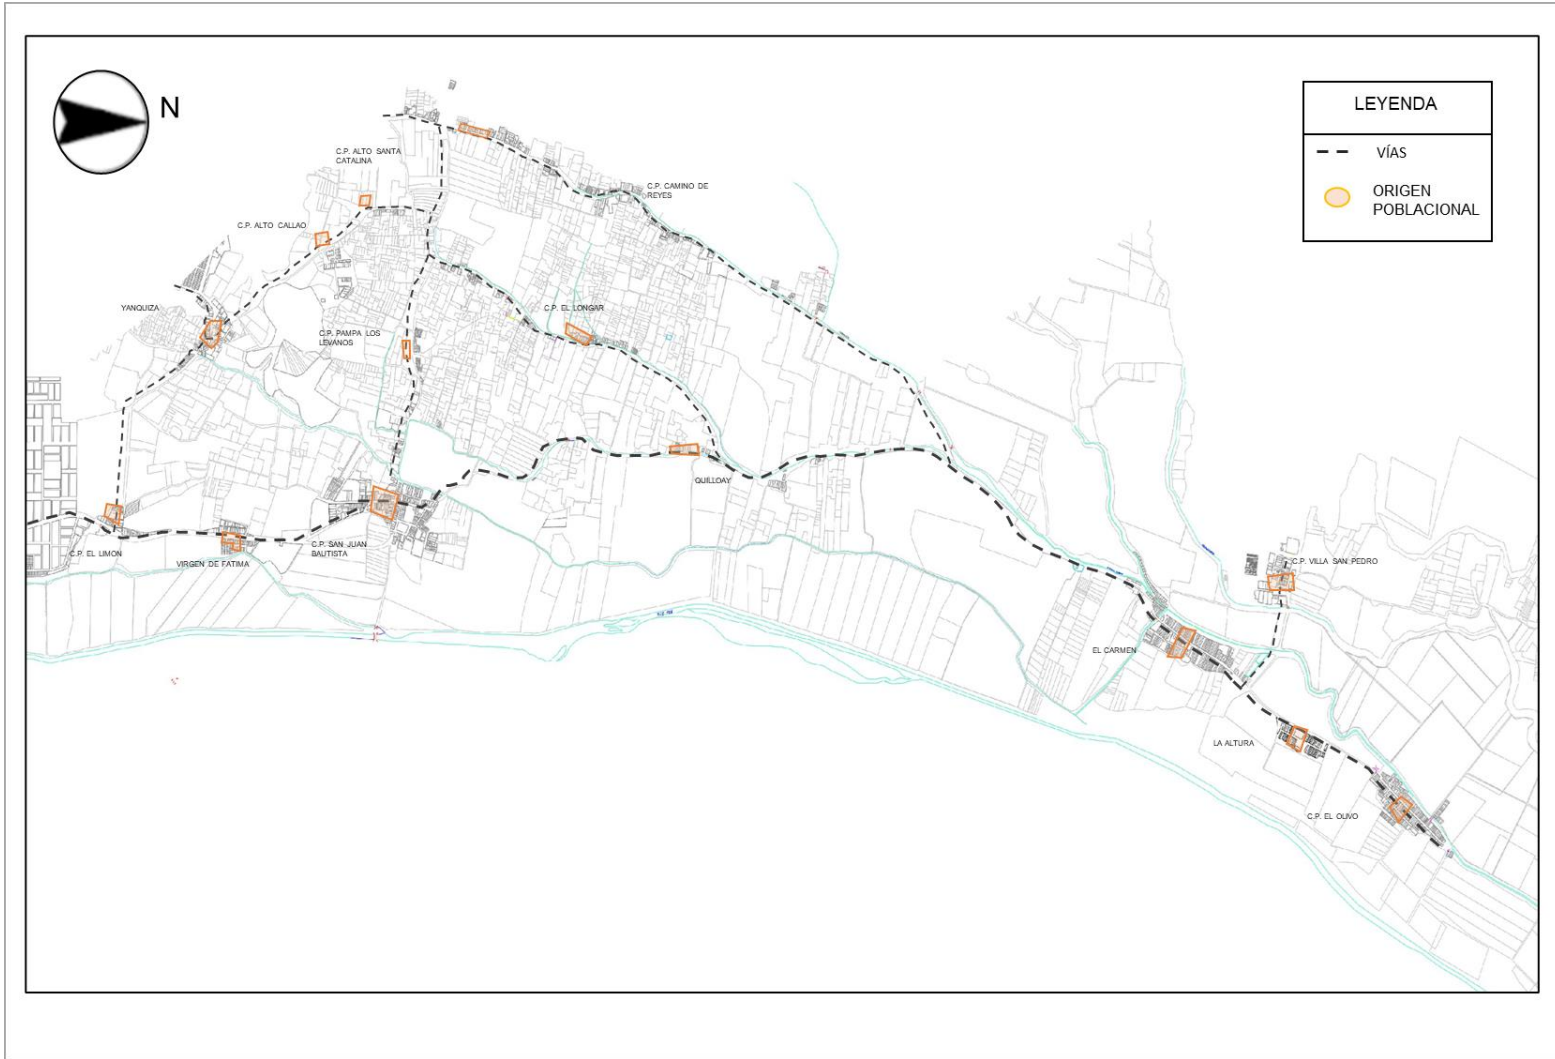 N
LEYENDA
VÍAS
ORIGEN
POBLACIONAL
C.P. ALTO SANTA
CATALINA
C.P. CAMINO DE
REYES
C.P. ALTO CALLAO
YANQUIZA
C.P. EL LONGAR
C.P. PAMPA LOS
LEVANOS
QUILLOAY
C.P. EL LIMON
VIRGEN DE FATIMA
C.P. SAN JUAN
BAUTISTA
C.P. VILLA SAN PEDRO
EL CARMEN
LA ALTURA
C.P. EL OLIVO